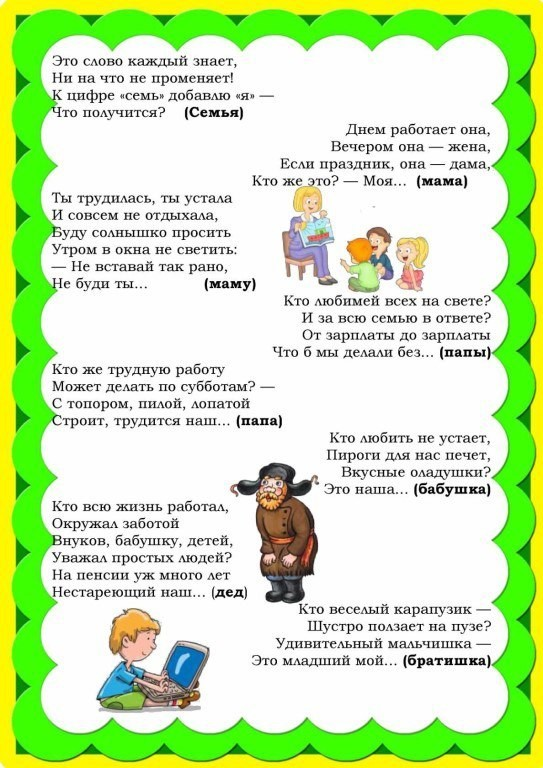 Это слово каждый знает,
Ни на что не променяет!
К цифре «семь» добавлю «я» —
Что получится? (Семья)
Днем работает она,
Вечером она — жена,
Если праздник, она — дама,
Кто же это? — Моя... (мама)
Ты трудилась, ты устала
И совсем не отдыхала,
Буду солнышко просить
Утром в окна не светить:
— Не вставай так рано,
Не буди ты... (маму)
Кто любимей всех на свете?
И за всю семью в ответе?
От зарплаты до зарплаты
Что б мы делали без... (папы)
Кто же трудную работу
Может делать по субботам? —
С топором, пилой, лопатой
Строит, трудится наш... (папа)
Кто любить не устает,
Пироги для нас печет,
Вкусные оладушки?
Это наша... (бабушка)
Кто всю жизнь работал,
Окружал заботой
Внуков, бабушку, детей,
Уважал простых людей?
На пенсии уж много лет
Нестареющий наш... (дед)
Кто веселый карапузик —
Шустро ползает на пузе?
Удивительный мальчишка —
Это младший мой... (братишка)